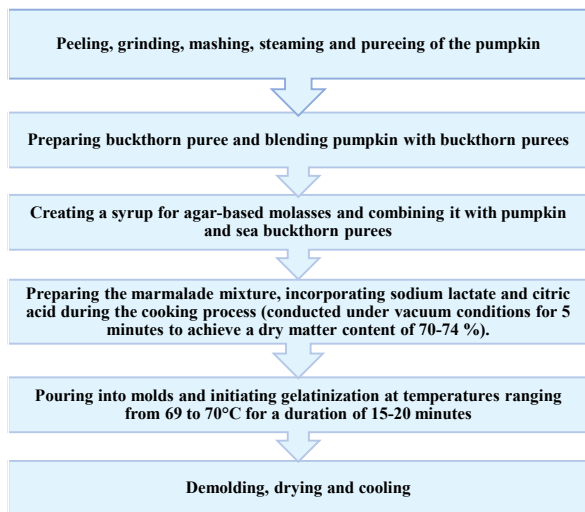 Peeling, grinding, mashing, steaming and pureeing of the pumpkin
Preparing buckthorn puree and blending pumpkin with buckthorn purees
Creating a syrup for agar-based molasses and combining it with pumpkin
and sea buckthorn purees
Preparing the marmalade mixture, incorporating sodium lactate and citric
acid during the cooking process (conducted under vacuum conditions for 5
minutes to achieve a dry matter content of 70-74 %).
Pouring into molds and initiating gelatinization at temperatures ranging
from 69 to 70°C for a duration of 15-20 minutes
Demolding, drying and cooling